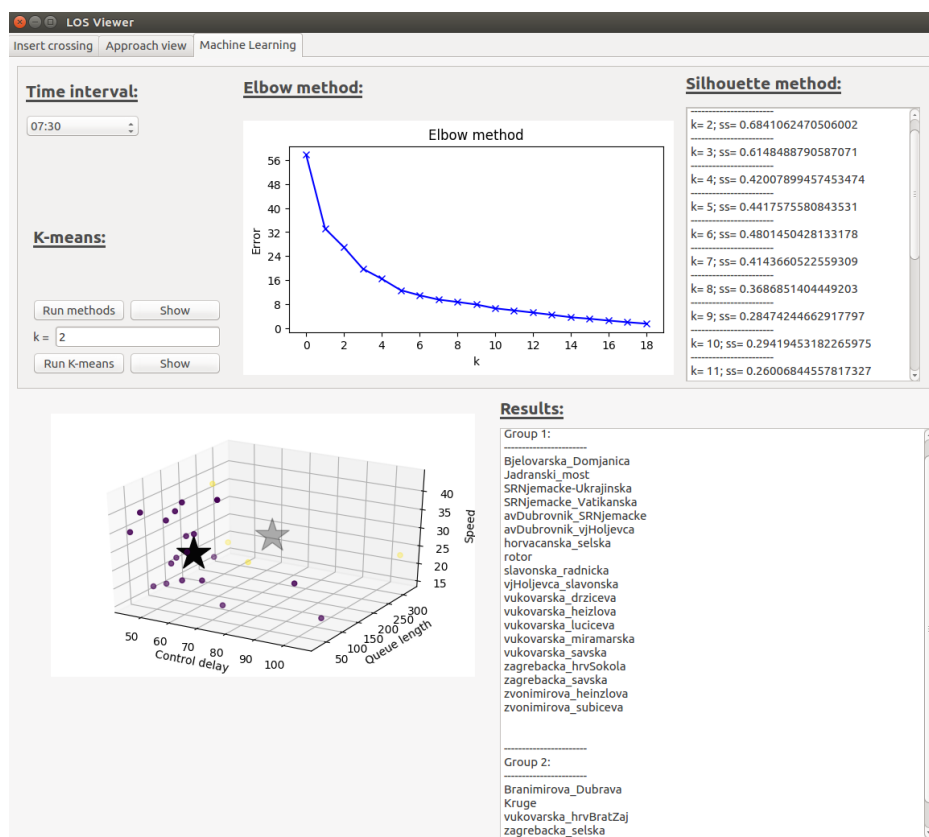 LOS Viewer
Insert crossing Approach view Machine Learning
Time interval:
07:30
K-means:
Run methods Show
k = 2
Run K-means Show
Elbow method:
Elbow method
Error
56
48
40
32
24
16
8
0
0 2 4 6 8 10 12 14 16 18
k
Silhouette method:
-----------------------
k= 2; ss= 0.6841062470506002
-----------------------
k= 3; ss= 0.6148488790587071
-----------------------
k= 4; ss= 0.42007899457453474
-----------------------
k= 5; ss= 0.4417575580843531
-----------------------
k= 6; ss= 0.4801450428133178
-----------------------
k= 7; ss= 0.4143660522559309
-----------------------
k= 8; ss= 0.3686851404449203
-----------------------
k= 9; ss= 0.28474244662917797
-----------------------
k= 10; ss= 0.29419453182265975
-----------------------
k= 11; ss= 0.26006844557817327
40
35
30
25
20
15
Speed
50 60 70 80 90 100
Control delay
50 100 150 200 250 300
Queue length
Results:
Group 1:
-----------------------
Bjelovarska_Domjanica
Jadranski_most
SRNjemacke-Ukrajinska
SRNjemacke_Vatikanska
avDubrovnik_SRNjemacke
avDubrovnik_vjHoljevca
horvacanska_selska
rotor
slavonska_radnicka
vjHoljevca_slavonska
vukovarska_drziceva
vukovarska_heizlova
vukovarska_luciceva
vukovarska_miramarska
vukovarska_savska
zagrebacka_hrvSokola
zagrebacka_savska
zvonimirova_heinzlova
zvonimirova_subiceva
-----------------------
Group 2:
-----------------------
Branimirova_Dubrava
Kruge
vukovarska_hrvBratZaj
zagrebacka_selska